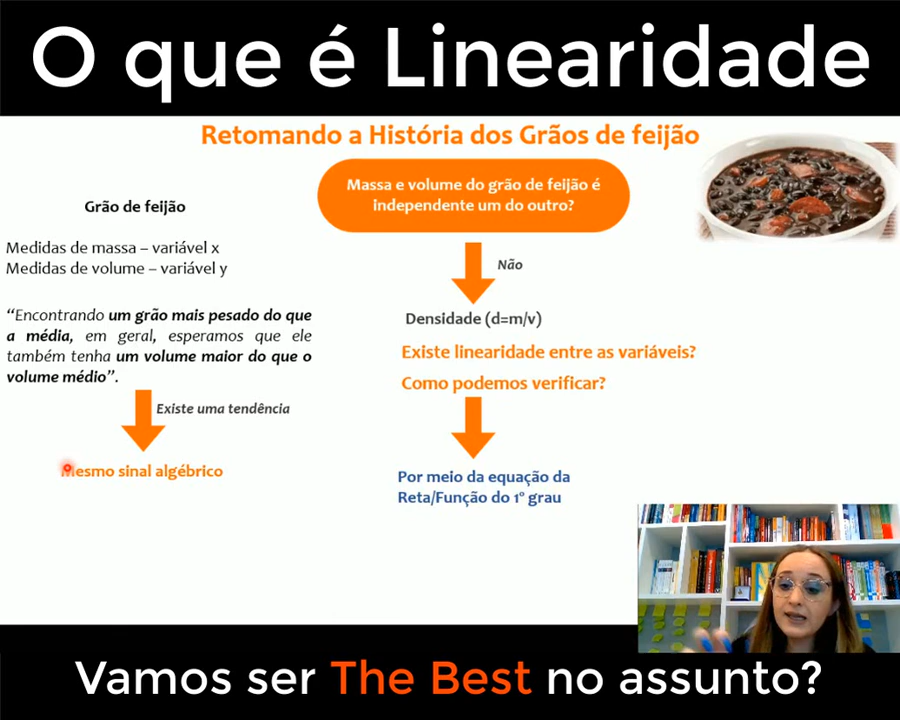 O que é Linearidade
Retomando a História dos Grãos de feijão
Grão de feijão
Medidas de massa – variável x
Medidas de volume – variável y
“Encontrando um grão mais pesado do que
a média, em geral, esperamos que ele
também tenha um volume maior do que o
volume médio”.
Existe uma tendência
Mesmo sinal algébrico
Massa e volume do grão de feijão é
independente um do outro?
Não
Densidade (d=m/v)
Existe linearidade entre as variáveis?
Como podemos verificar?
Por meio da equação da
Reta/Função do 1º grau
Vamos ser The Best no assunto?